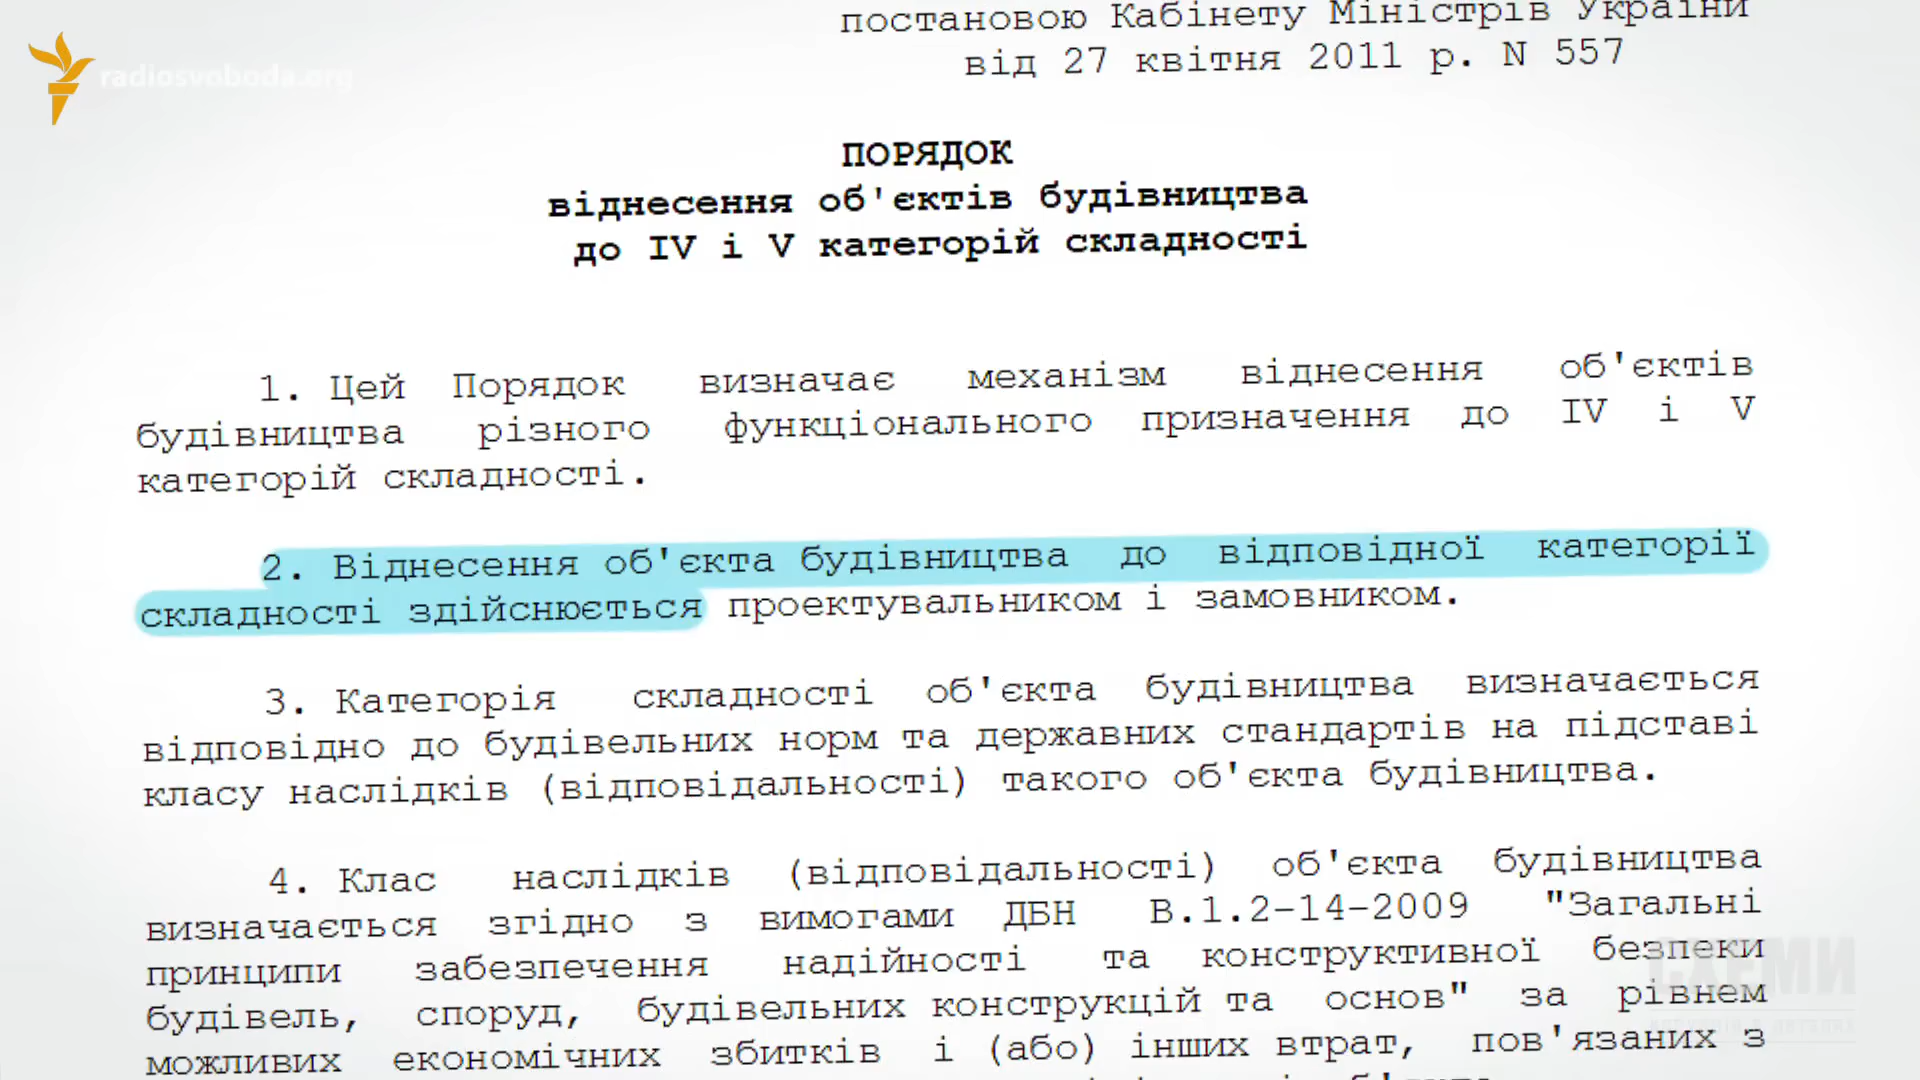 постановою Кабінету Міністрів України
від 27 квітня 2011 р. N 557
radiosvoboda.org
ПОРЯДОК
віднесення об'єктів будівництва
до IV і V категорій складності
1. Цей Порядок визначає механізм віднесення об'єктів
будівництва різного функціонального призначення до IV і V
категорій складності.
2. Віднесення об'єкта будівництва до відповідної категорії
складності здійснюється проектувальником і замовником.
3. Категорія складності об'єкта будівництва визначається
відповідно до будівельних норм та державних стандартів на підставі
класу наслідків (відповідальності) такого об'єкта будівництва.
4. Клас наслідків (відповідальності) об'єкта будівництва
визначається згідно з вимогами ДБН В.1.2-14-2009 "Загальні
принципи забезпечення надійності та конструктивної безпеки
будівель, споруд, будівельних конструкцій та основ" за рівнем
можливих економічних збитків і (або) інших втрат, пов'язаних з
СХЕМИ